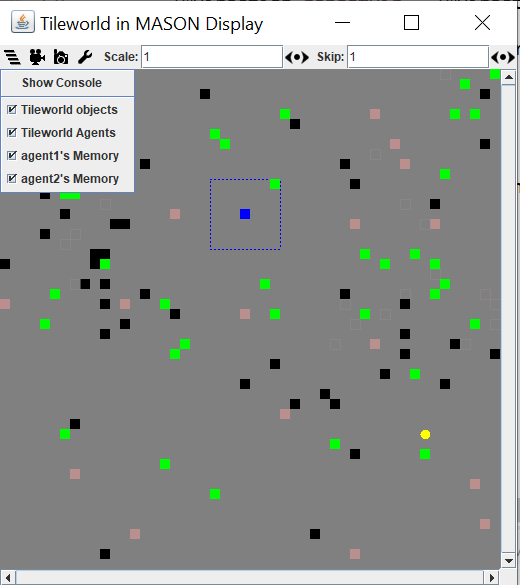 Tileworld in MASON Display
Scale: 1 Skip: 1
Show Console
Tileworld objects
Tileworld Agents
agent1's Memory
agent2's Memory